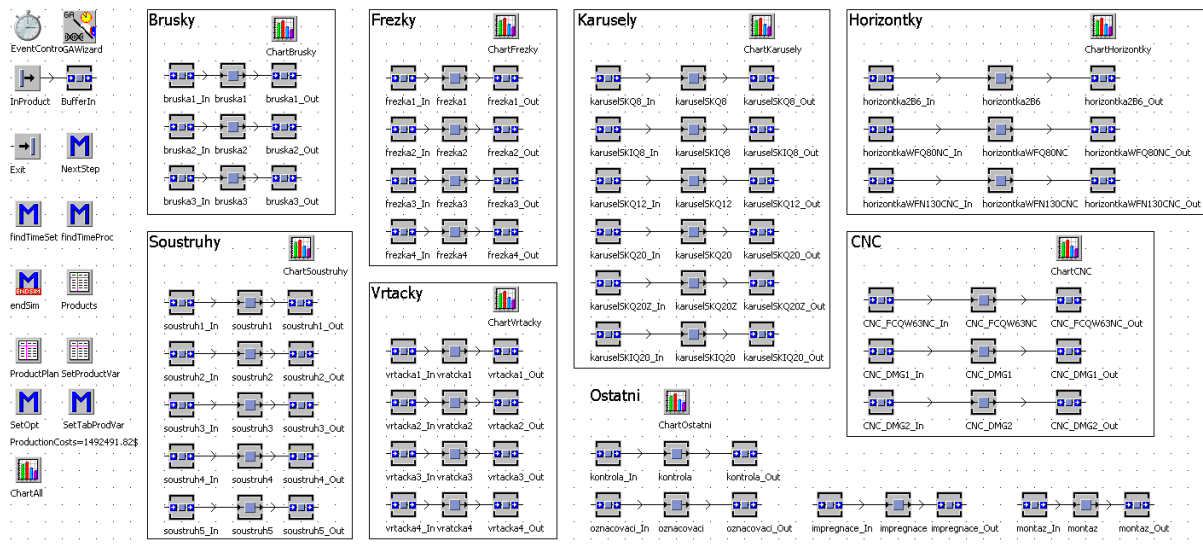 EventContro GAWizard
InProduct BufferIn
Exit NextStep
findTimeSet findTimeProc
endSim Products
ProductPlan SetProductVar
SetOpt SetTabProdVar
ProductionCosts=1492491.82$
ChartAll
Brusky
ChartBrusky
bruska1_In bruska1 bruska1_Out
bruska2_In bruska2 bruska2_Out
bruska3_In bruska3 bruska3_Out
Soustruhy
ChartSoustruhy
soustruh1_In soustruh1 soustruh1_Out
soustruh2_In soustruh2 soustruh2_Out
soustruh3_In soustruh3 soustruh3_Out
soustruh4_In soustruh4 soustruh4_Out
soustruh5_In soustruh5 soustruh5_Out
Frezky
ChartFrezky
frezka1_In frezka1 frezka1_Out
frezka2_In frezka2 frezka2_Out
frezka3_In frezka3 frezka3_Out
frezka4_In frezka4 frezka4_Out
Vrtacky
ChartVrtacky
vrtacka1_In vratcka1 vrtacka1_Out
vrtacka2_In vratcka2 vrtacka2_Out
vrtacka3_In vratcka3 vrtacka3_Out
vrtacka4_In vratcka4 vrtacka4_Out
Karusely
ChartKarusely
karuselSKQ8_In karuselSKQ8 karuselSKQ8_Out
karuselSKIQ8_In karuselSKIQ8 karuselSKIQ8_Out
karuselSKQ12_In karuselSKQ12 karuselSKQ12_Out
karuselSKQ20_In karuselSKQ20 karuselSKQ20_Out
karuselSKQ20Z_In karuselSKQ20Z karuselSKQ20Z_Out
karuselSKIQ20_In karuselSKIQ20 karuselSKIQ20_Out
Ostatni
ChartOstatni
kontrola_In kontrola kontrola_Out
oznacovaci_In oznacovaci oznacovaci_Out
impregnace_In impregnace impregnace_Out
montaz_In montaz montaz_Out
Horizontky
ChartHorizontky
horizontka2B6_In horizontka2B6 horizontka2B6_Out
horizontkaWFQ80NC_In horizontkaWFQ80NC horizontkaWFQ80NC_Out
horizontkaWFN130CNC_In horizontkaWFN130CNC horizontkaWFN130CNC_Out
CNC
ChartCNC
CNC_FCQW63NC_In CNC_FCQW63NC CNC_FCQW63NC_Out
CNC_DMG1_In CNC_DMG1 CNC_DMG1_Out
CNC_DMG2_In CNC_DMG2 CNC_DMG2_Out